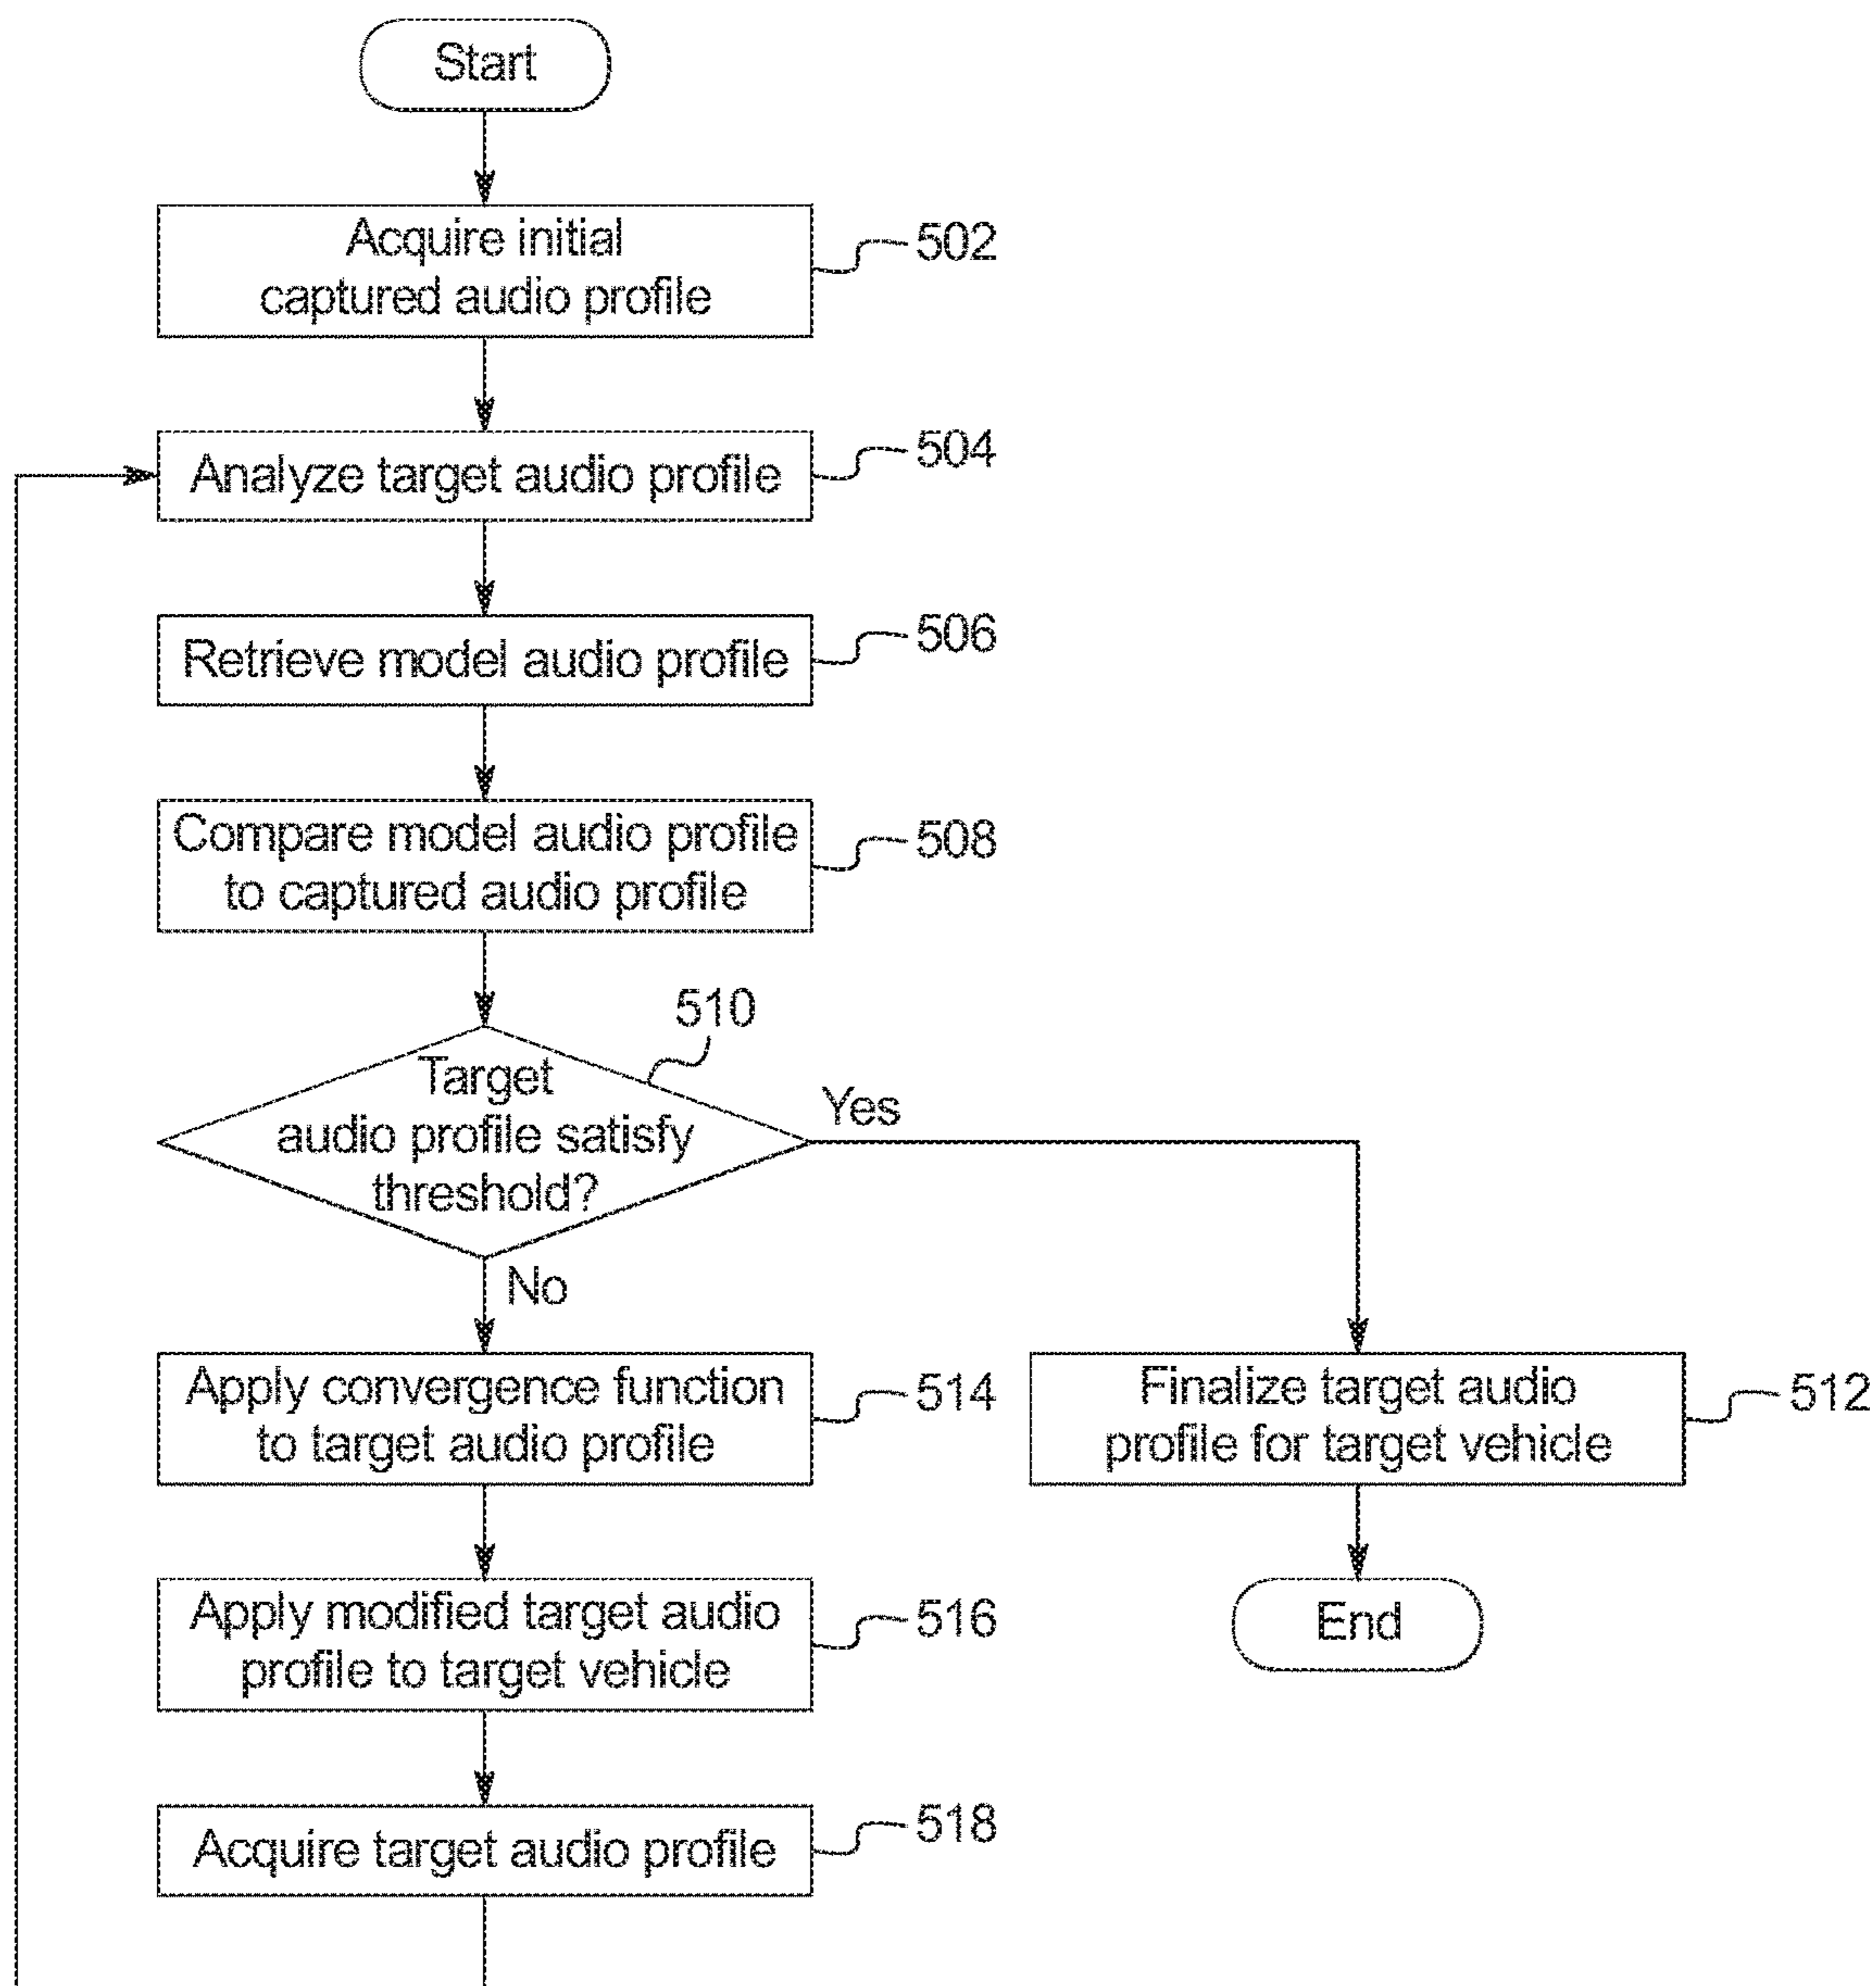 Start
Acquire initial
captured audio profile
502
Analyze target audio profile
504
Retrieve model audio profile
506
Compare model audio profile
to captured audio profile
508
510
Target
audio profile satisfy
threshold?
Yes
No
Apply convergence function
to target audio profile
514
Finalize target audio
profile for target vehicle
512
Apply modified target audio
profile to target vehicle
516
End
Acquire target audio profile
518